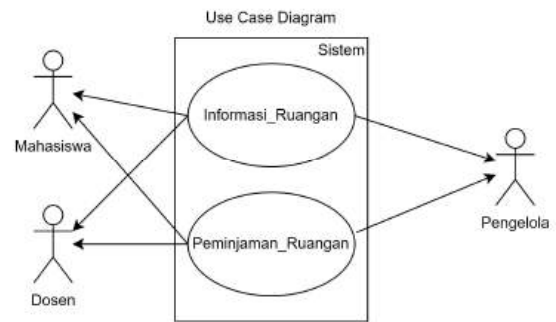 Use Case Diagram
Sistem
Informasi_Ruangan
Mahasiswa
Pengelola
Peminjaman_Ruangan
Dosen